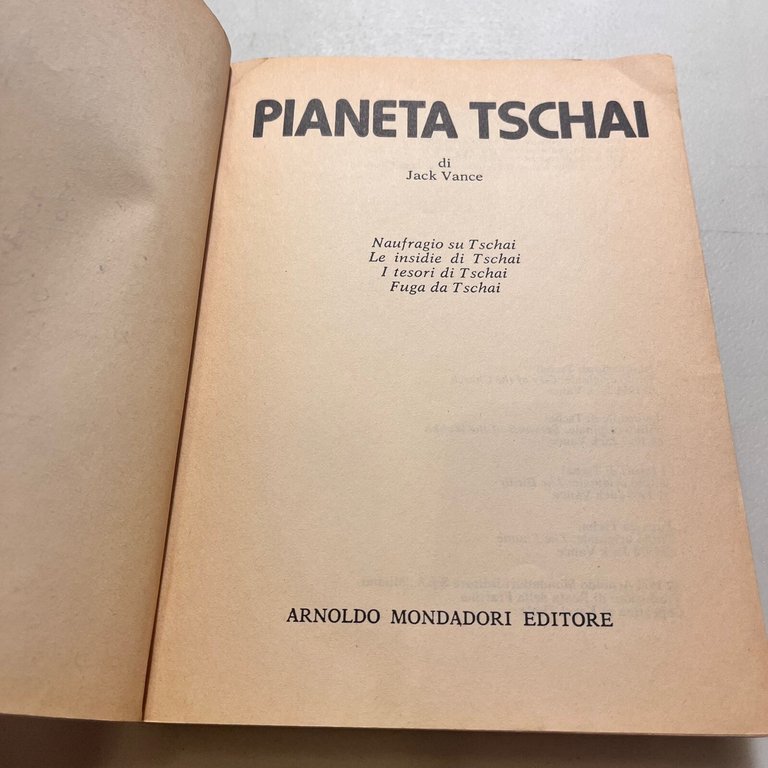 PIANETA TSCHAI
di
Jack Vance
Naufragio su Tschai
Le insidie di Tschai
I tesori di Tschai
Fuga da Tschai
ARNOLDO MONDADORI EDITORE